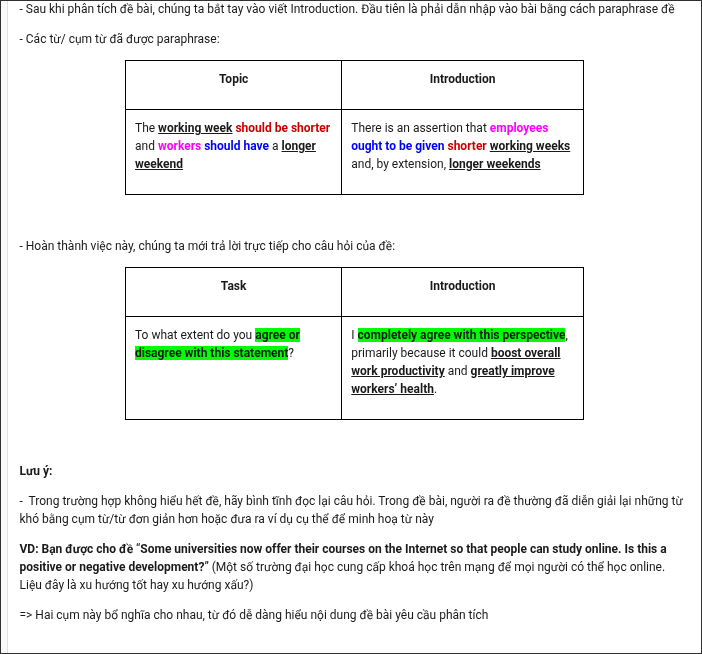 - Sau khi phân tích đề bài, chúng ta bắt tay vào viết Introduction. Đầu tiên là phải dẫn nhập vào bài bằng cách paraphrase đề
- Các từ/ cụm từ đã được paraphrase:
Topic
Introduction
The working week should be shorter
and workers should have a longer
weekend
There is an assertion that employees
ought to be given shorter working weeks
and, by extension, longer weekends
- Hoàn thành việc này, chúng ta mới trả lời trực tiếp cho câu hỏi của đề:
Task
Introduction
To what extent do you agree or
disagree with this statement?
I completely agree with this perspective,
primarily because it could boost overall
work productivity and greatly improve
workers’ health.
Lưu ý:
- Trong trường hợp không hiểu hết đề, hãy bình tĩnh đọc lại câu hỏi. Trong đề bài, người ra đề thường đã diễn giải lại những từ
khó bằng cụm từ/từ đơn giản hơn hoặc đưa ra ví dụ cụ thể để minh hoạ từ này
VD: Bạn được cho đề “Some universities now offer their courses on the Internet so that people can study online. Is this a
positive or negative development?” (Một số trường đại học cung cấp khoá học trên mạng để mọi người có thể học online.
Liệu đây là xu hướng tốt hay xu hướng xấu?)
=> Hai cụm này bổ nghĩa cho nhau, từ đó dễ dàng hiểu nội dung đề bài yêu cầu phân tích